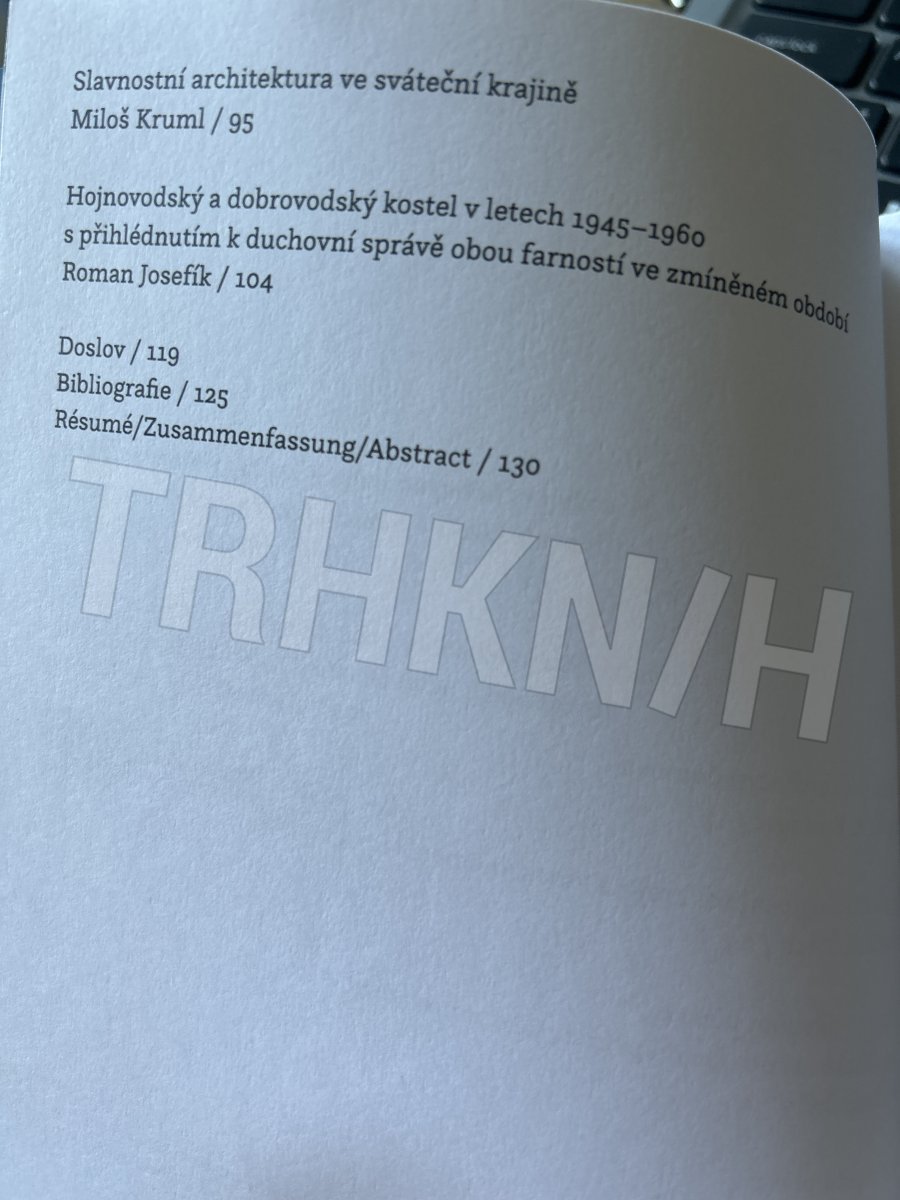 Slavnostní architektura ve sváteční krajině
Miloš Kruml / 95
Hojnovodský a dobrovodský kostel v letech 1945–1960
s přihlédnutím k duchovní správě obou farností ve zmíněném období
Roman Josefík / 104
Doslov / 119
Bibliografie / 125
Résumé/Zusammenfassung/Abstract / 130
TRHKN/H